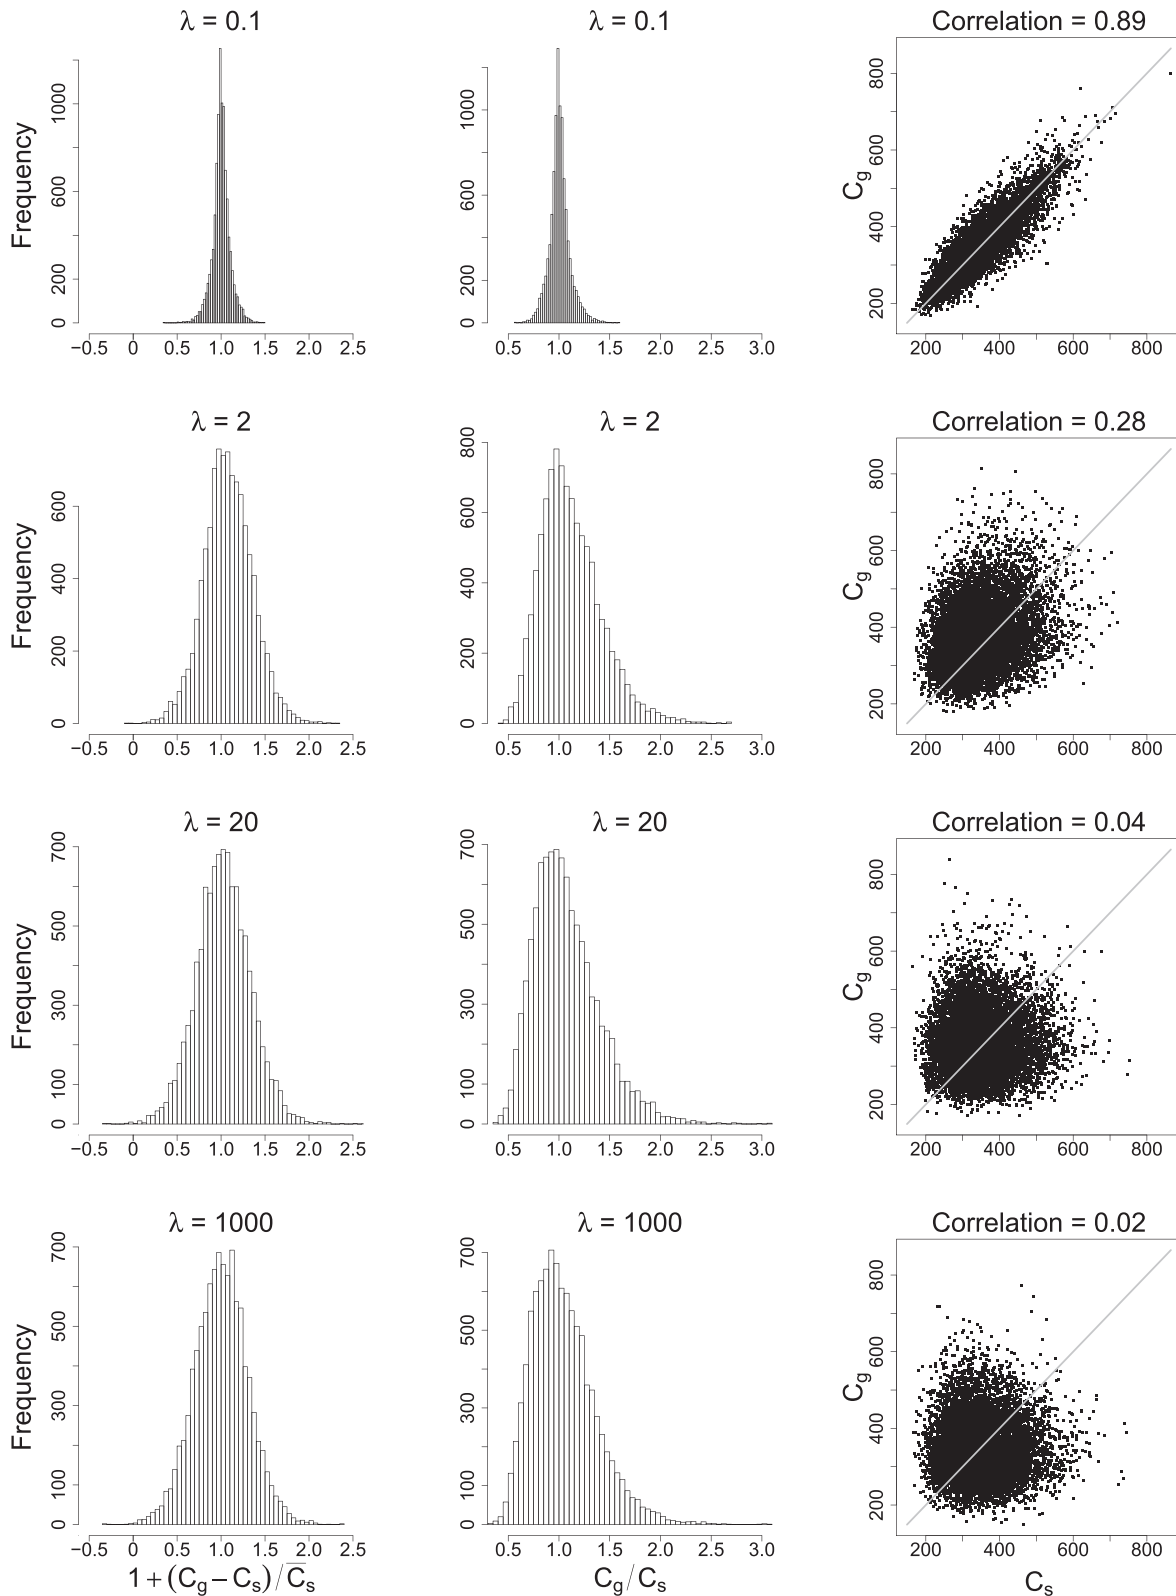 λ = 0.1
λ = 0.1
Correlation = 0.89
Frequency
0 200 600 1000
−0.5 0 0.5 1.0 1.5 2.0 2.5
0 200 600 1000
0.5 1.0 1.5 2.0 2.5 3.0
C_g
200 400 600 800
200 400 600 800
λ = 2
λ = 2
Correlation = 0.28
Frequency
0 200 400 600
−0.5 0 0.5 1.0 1.5 2.0 2.5
0 200 400 600 800
0.5 1.0 1.5 2.0 2.5 3.0
C_g
200 400 600 800
200 400 600 800
λ = 20
λ = 20
Correlation = 0.04
Frequency
0 100 300 500 700
−0.5 0 0.5 1.0 1.5 2.0 2.5
0 100 300 500 700
0.5 1.0 1.5 2.0 2.5 3.0
C_g
200 400 600 800
200 400 600 800
λ = 1000
λ = 1000
Correlation = 0.02
Frequency
0 100 300 500 700
−0.5 0 0.5 1.0 1.5 2.0 2.5
1 + (C_g − C_s) / C̅_s
0 100 300 500 700
0.5 1.0 1.5 2.0 2.5 3.0
C_g / C_s
C_g
200 400 600 800
200 400 600 800
C_s